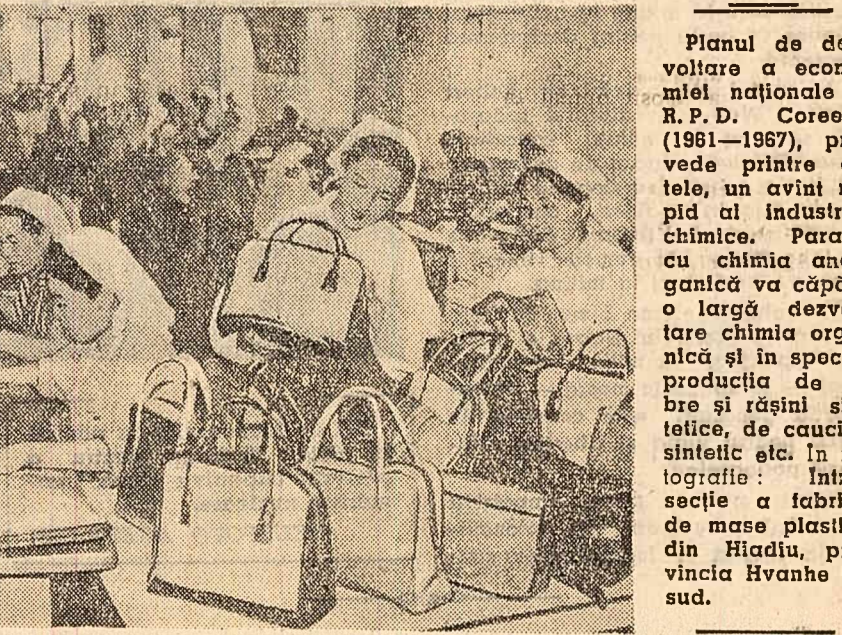 Planul de de
voltare a econ
miei naționale
R. P. D. Coree
(1961—1967), pr
vede printre
tele, un avînt r
pid al industr
chimice. Para
cu chimia ano
ganică va căpă
o largă dezvo
tare chimia org
nică și în spec
producția de
bre și rășini si
tetice, de cauci
sintetic etc. In
tografie : Intr
secție a fabri
de mase plasti
din Hiadiu, pr
vincia Hvanhe
sud.